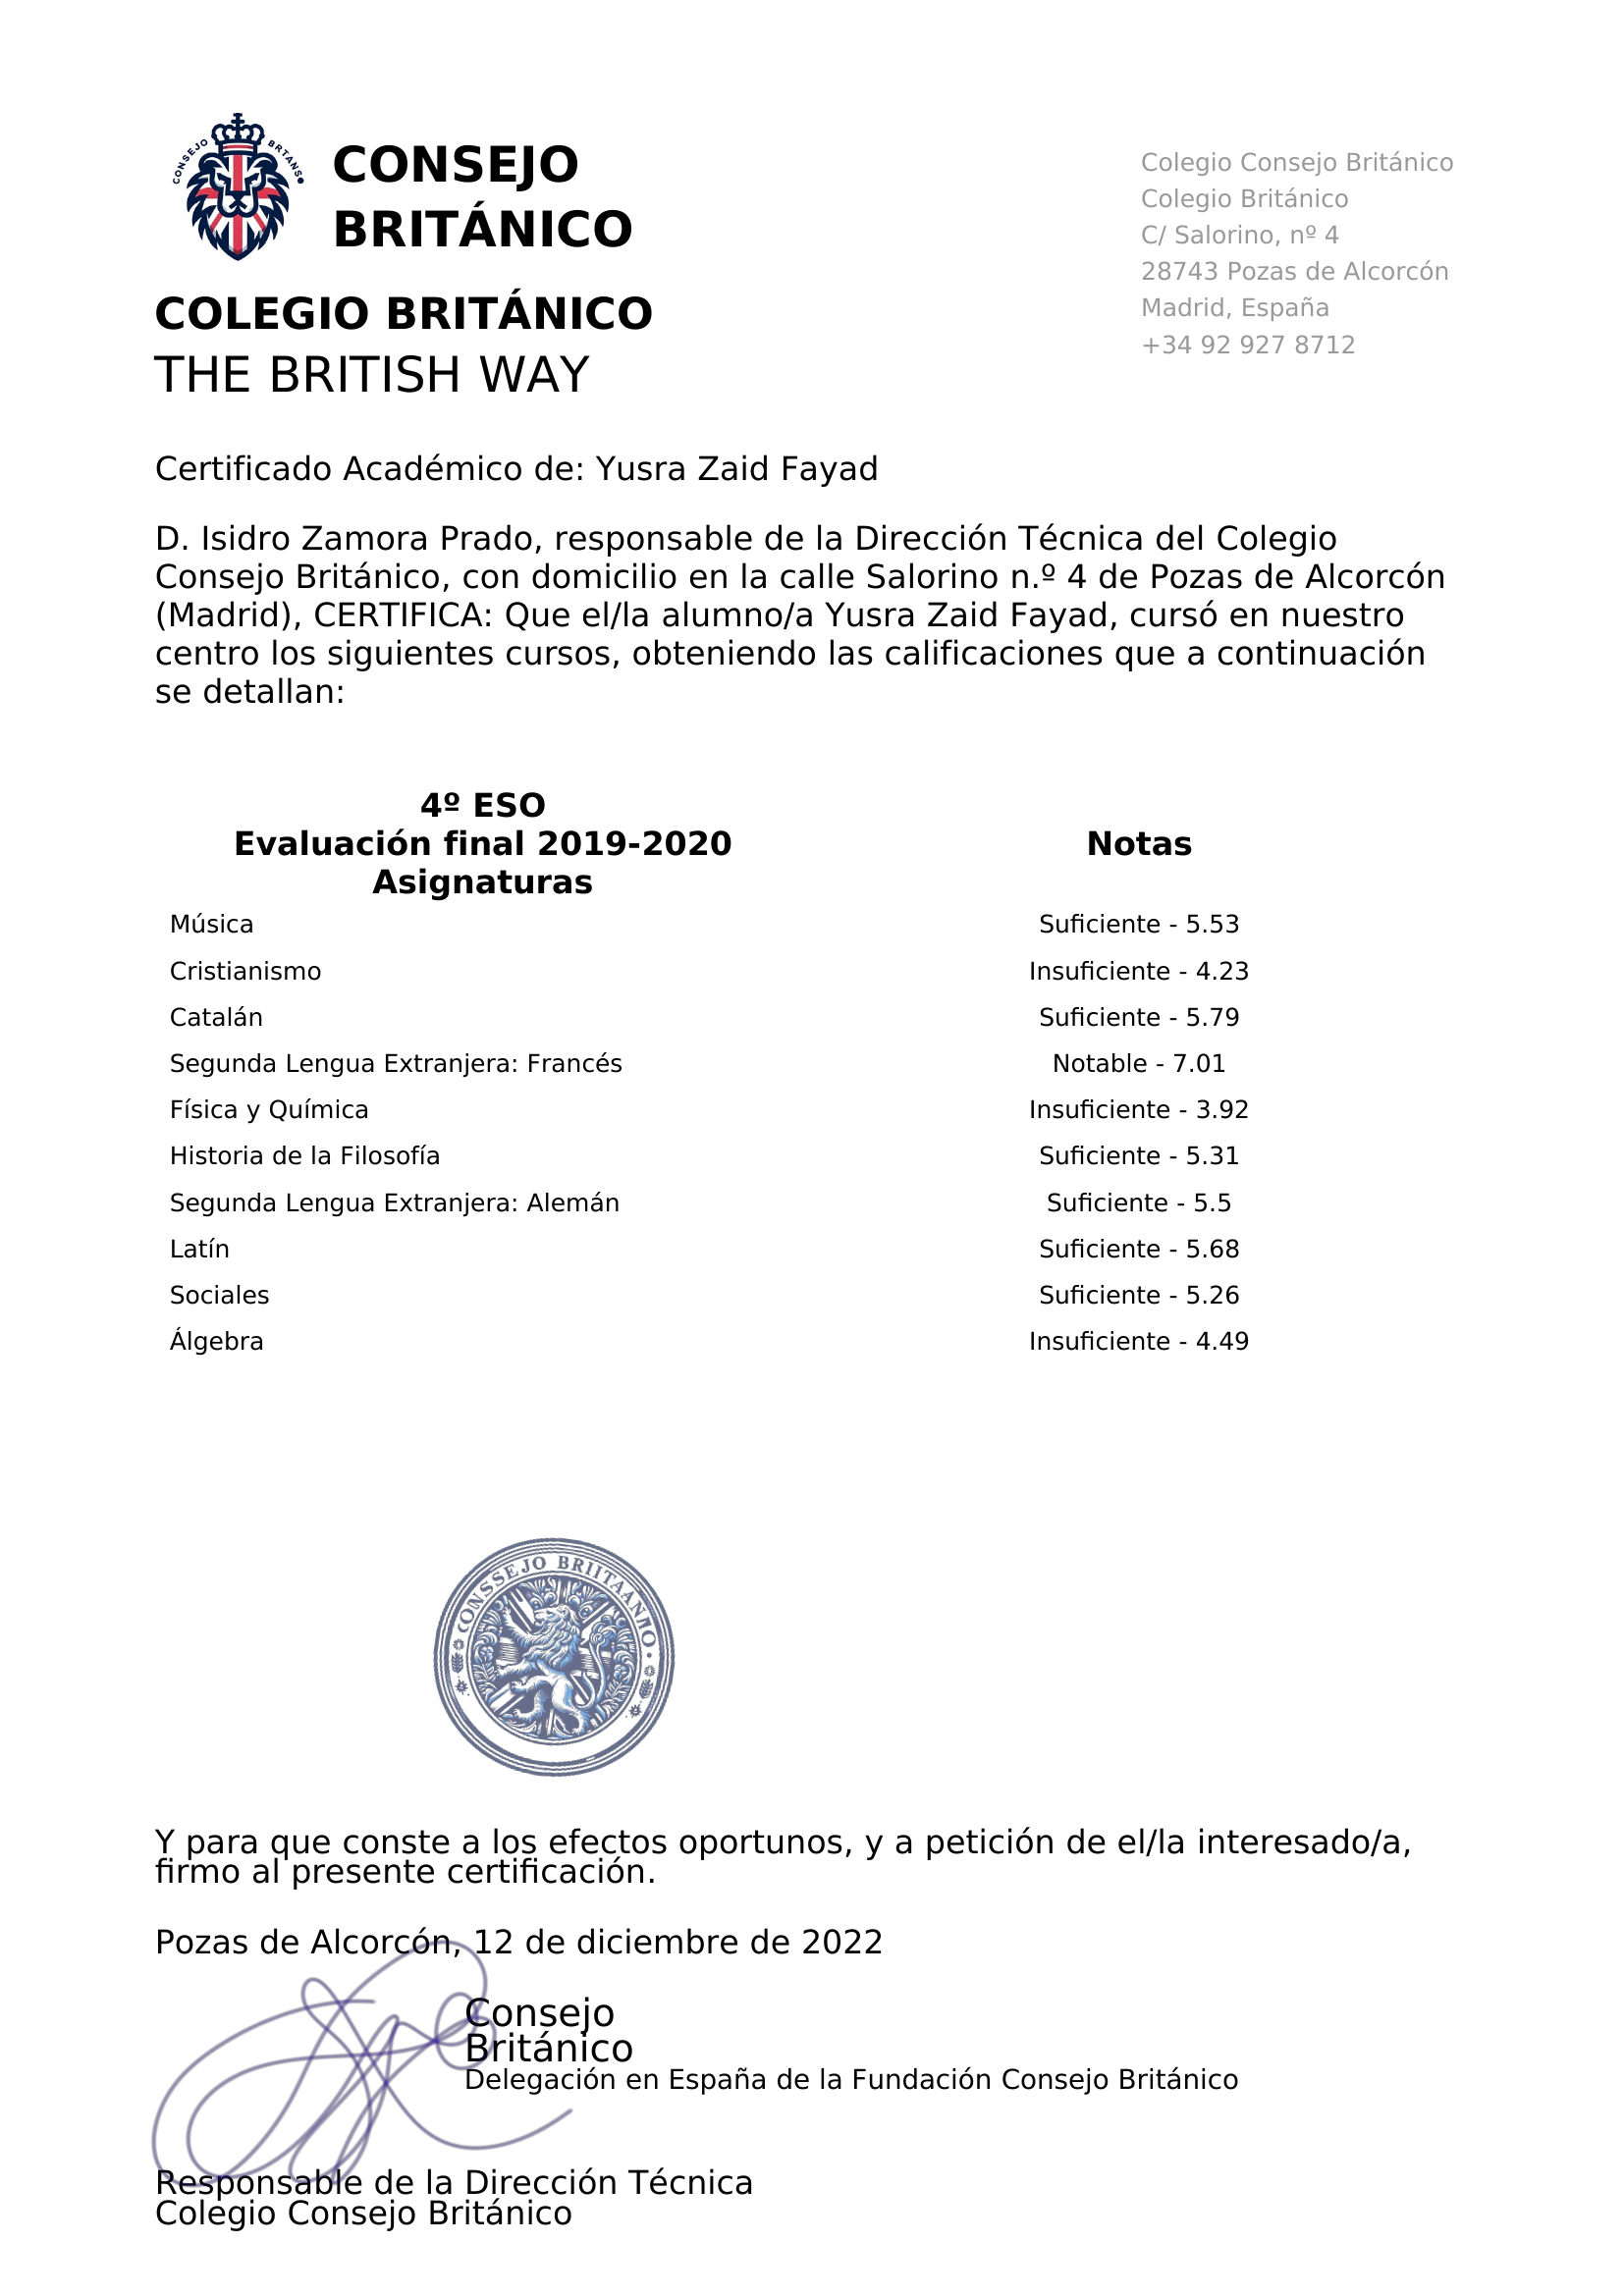 CONSEJO BRTANS
CONSEJO
BRITÁNICO
COLEGIO BRITÁNICO
THE BRITISH WAY
Colegio Consejo Británico
Colegio Británico
C/ Salorino, nº 4
28743 Pozas de Alcorcón
Madrid, España
+34 92 927 8712
Certificado Académico de: Yusra Zaid Fayad
D. Isidro Zamora Prado, responsable de la Dirección Técnica del Colegio
Consejo Británico, con domicilio en la calle Salorino n.º 4 de Pozas de Alcorcón
(Madrid), CERTIFICA: Que el/la alumno/a Yusra Zaid Fayad, cursó en nuestro
centro los siguientes cursos, obteniendo las calificaciones que a continuación
se detallan:
4º ESO
Evaluación final 2019-2020 Notas
Asignaturas
Música Suficiente - 5.53
Cristianismo Insuficiente - 4.23
Catalán Suficiente - 5.79
Segunda Lengua Extranjera: Francés Notable - 7.01
Física y Química Insuficiente - 3.92
Historia de la Filosofía Suficiente - 5.31
Segunda Lengua Extranjera: Alemán Suficiente - 5.5
Latín Suficiente - 5.68
Sociales Suficiente - 5.26
Álgebra Insuficiente - 4.49
CONSSEJO BRIITAANIO
Y para que conste a los efectos oportunos, y a petición de el/la interesado/a,
firmo al presente certificación.
Pozas de Alcorcón, 12 de diciembre de 2022
Consejo
Británico
Delegación en España de la Fundación Consejo Británico
Responsable de la Dirección Técnica
Colegio Consejo Británico